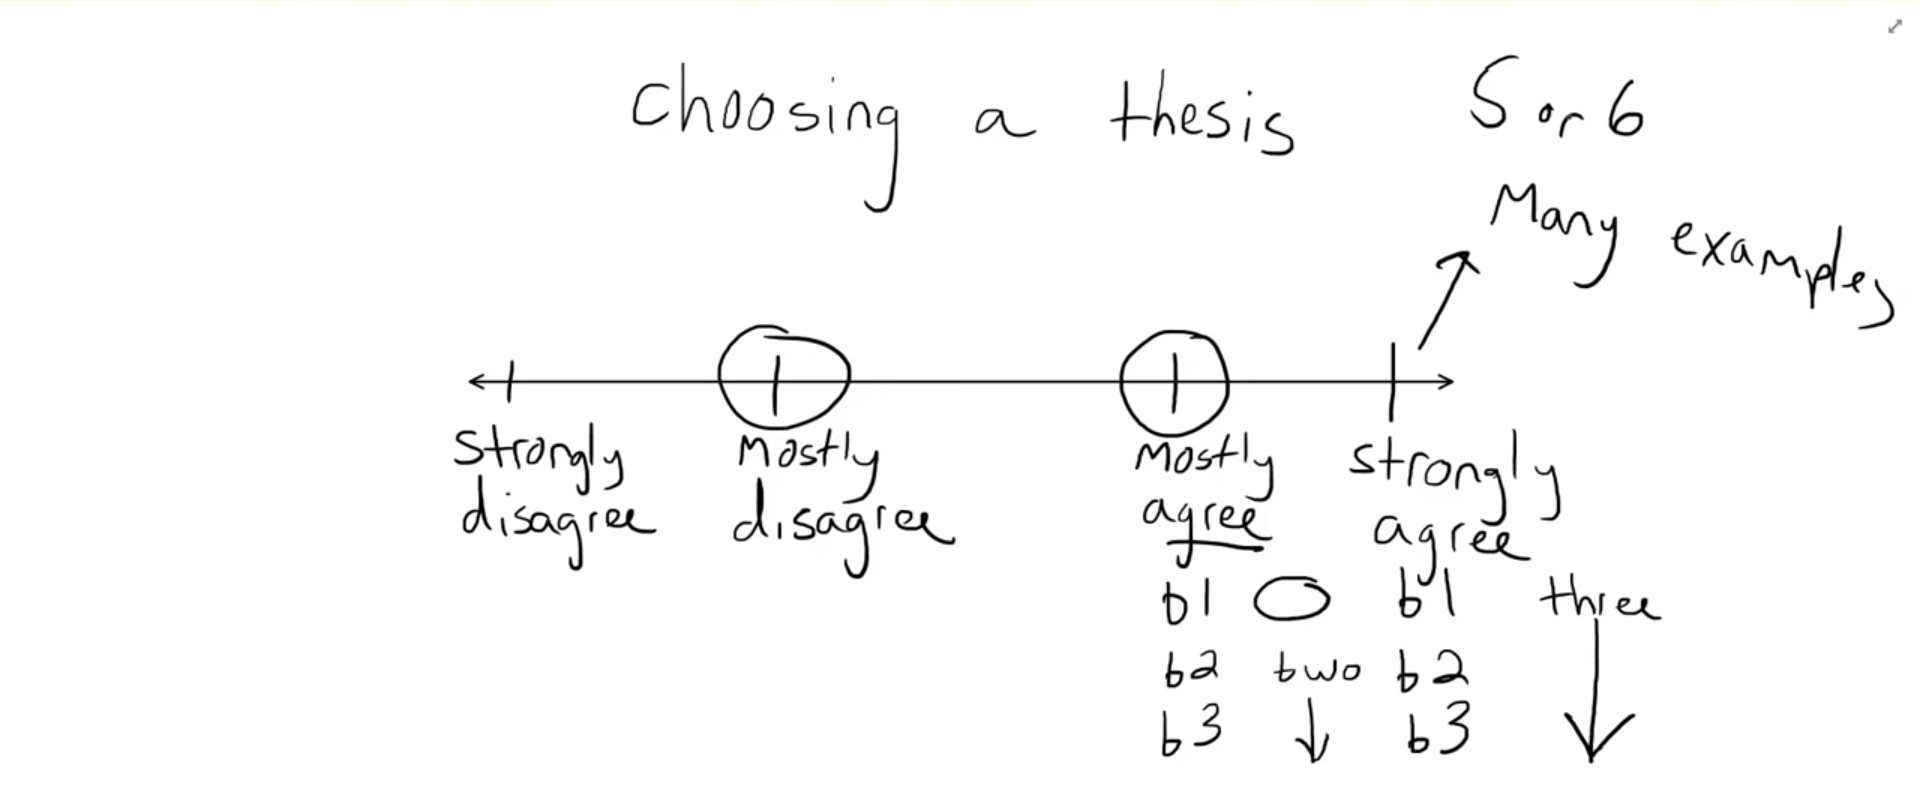 choosing a thesis
5 or 6
Many examples
strongly disagree
mostly disagree
mostly agree
strongly agree
b1
b2 two
b3
b1 three
b2
b3